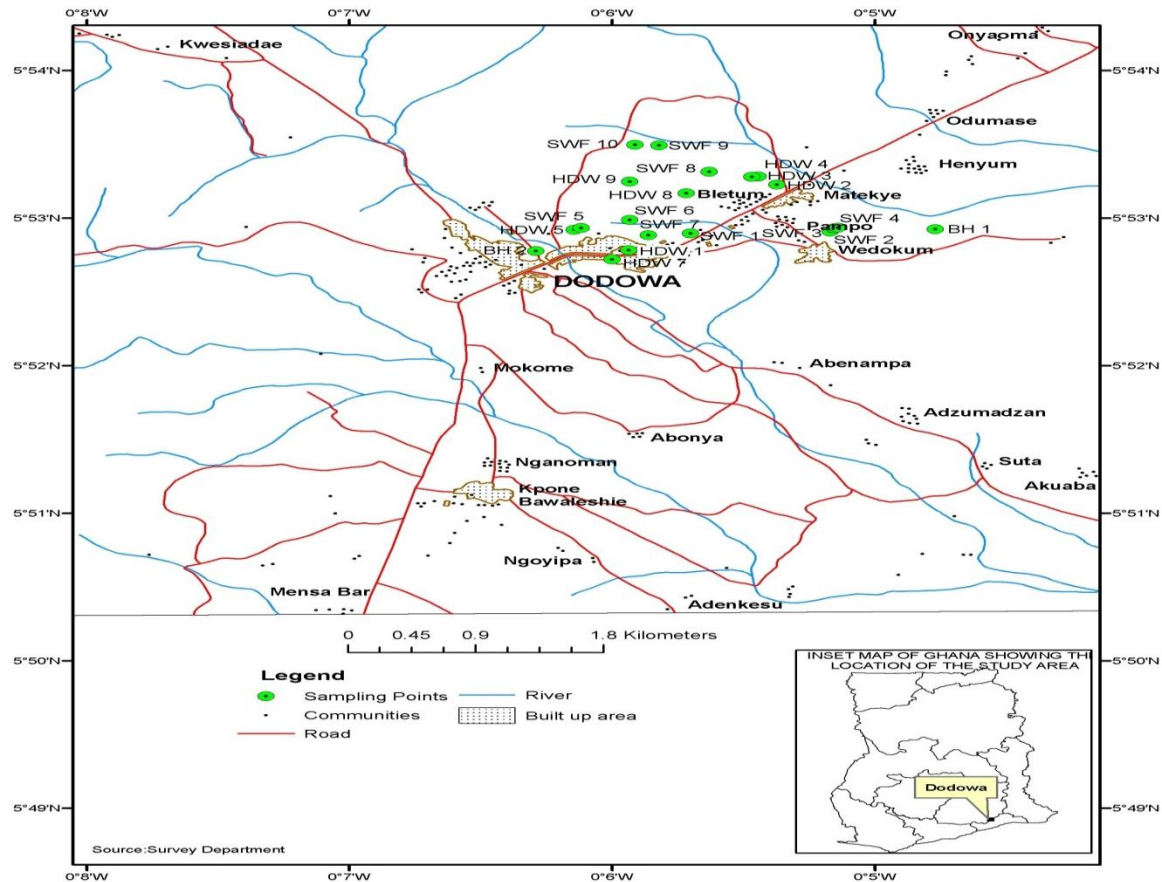 0°8'W 0°7'W 0°6'W 0°5'W
Kwesiadae
Onyaoma
5°54'N 5°54'N
Odumase
SWF 10 SWF 9
HDW 4
Henyum
SWF 8
HDW 3
HDW 9
HDW 2
HDW 8 Bletum Matekye
5°53'N 5°53'N
SWF 6
SWF 5 SWF 4
SWF 7 Pampo
HDW 5 SWF 1 SWF 3 BH 1
SWF 2
BH 2 HDW 1 Wedokum
HDW 7
DODOWA
5°52'N 5°52'N
Mokome Abenampa
Adzumadzan
Abonya
Nganoman Suta
Akuaba
Kpone
Bawaleshie
5°51'N 5°51'N
Ngoyipa
Mensa Bar
Adenkesu
0 0.45 0.9 1.8 Kilometers
5°50'N 5°50'N
Legend
Sampling Points River
Communities Built up area
Road
INSET MAP OF GHANA SHOWING TH
LOCATION OF THE STUDY AREA
Dodowa
5°49'N 5°49'N
Source:Survey Department
0°8'W 0°7'W 0°6'W 0°5'W